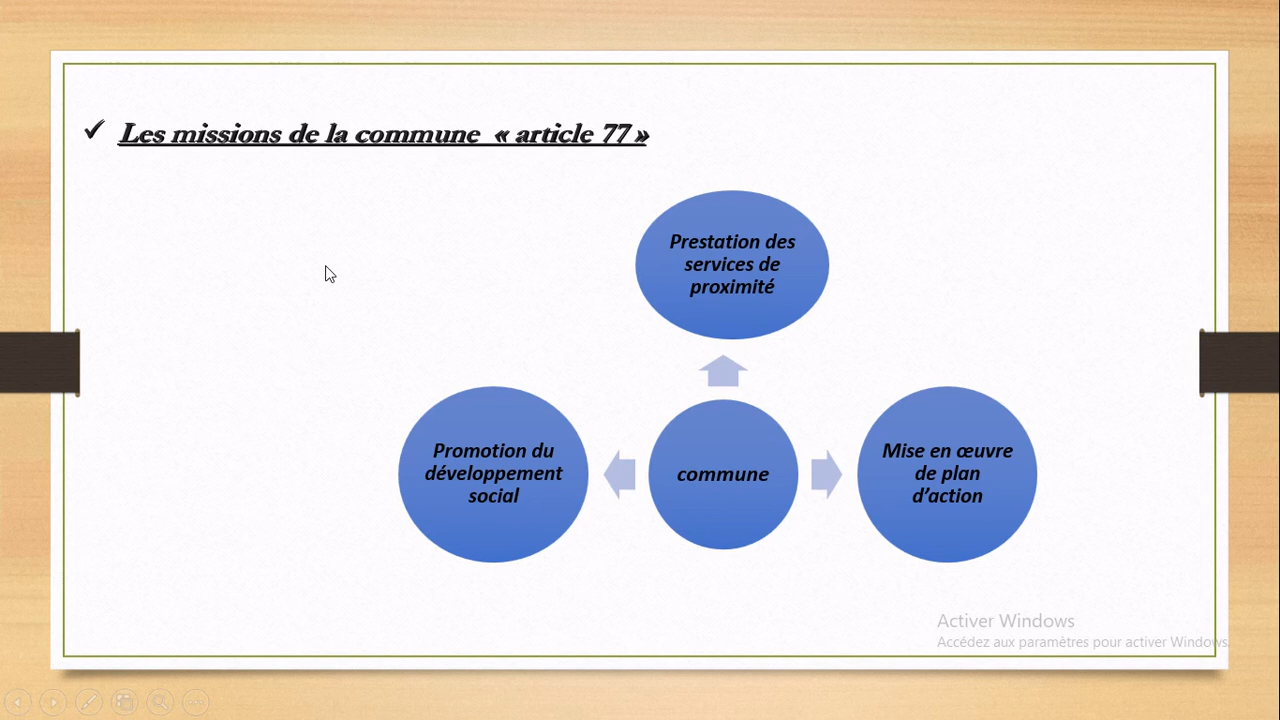 ✓ Les missions de la commune « article 77 »
Prestation des
services de
proximité
Promotion du
développement
social
commune
Mise en œuvre
de plan
d’action
Activer Windows
Accédez aux paramètres pour activer Windows.